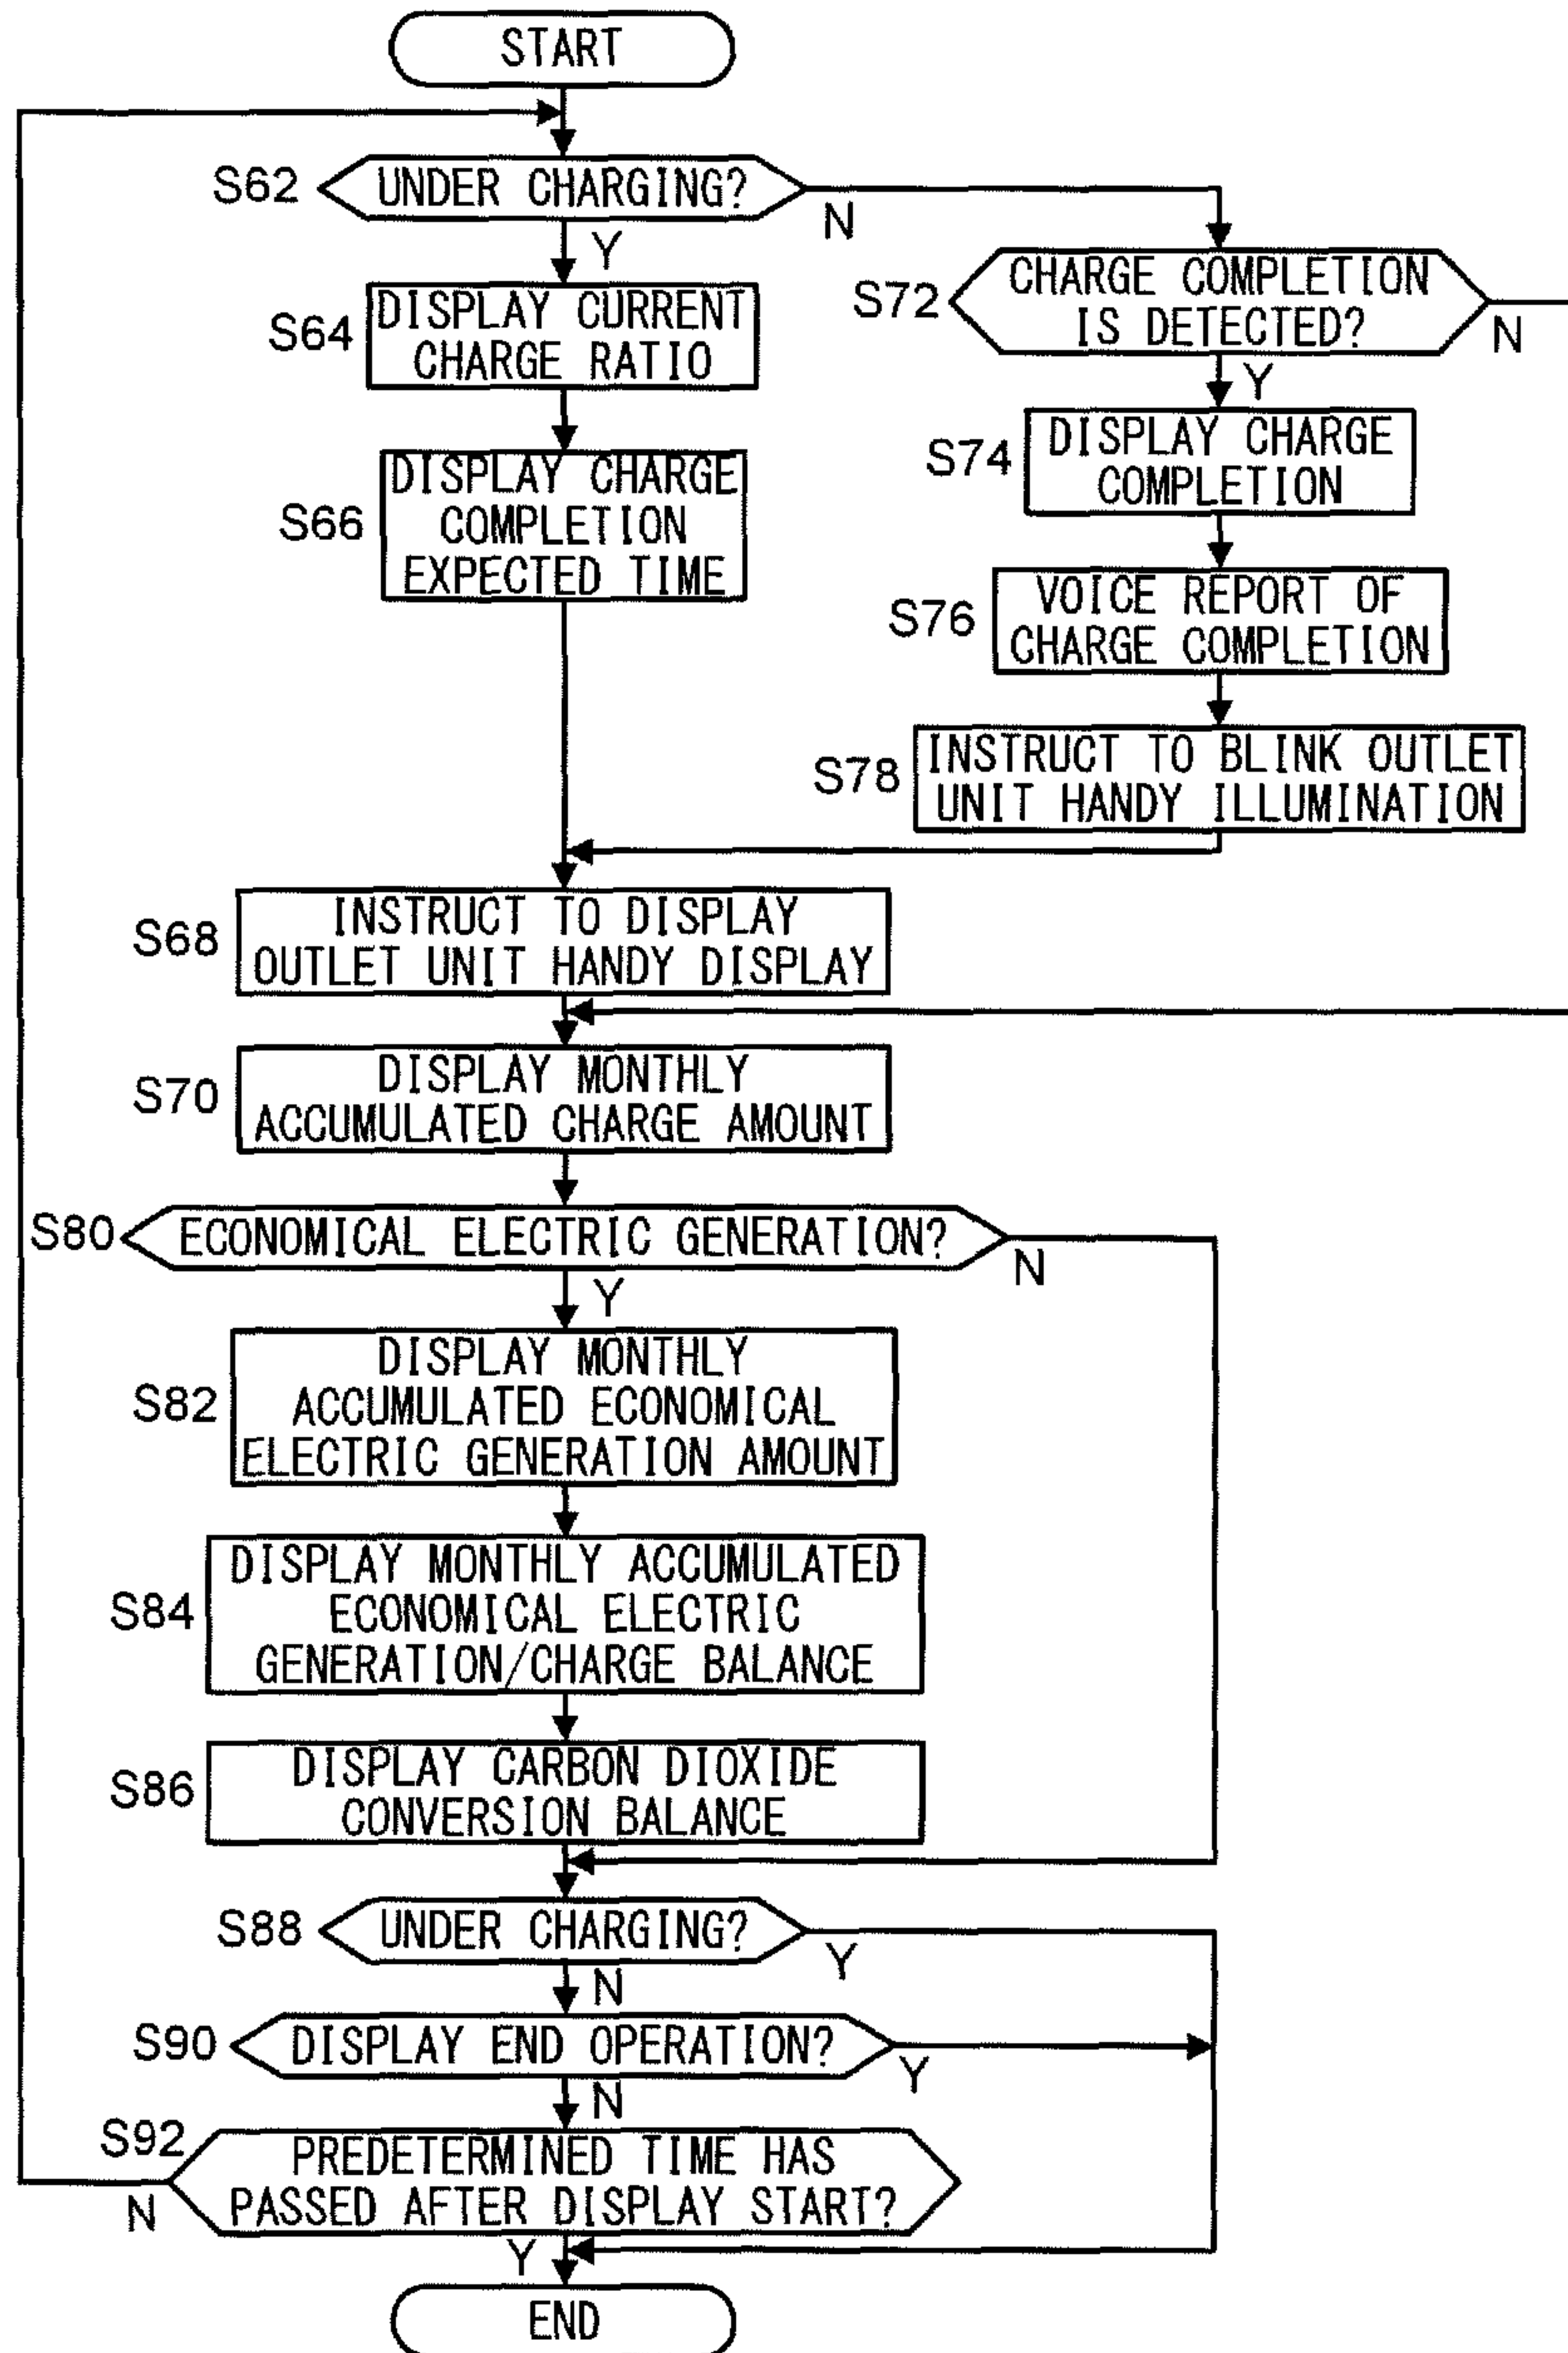 START
S62
UNDER CHARGING?
N
Y
S64
DISPLAY CURRENT
CHARGE RATIO
S72
CHARGE COMPLETION
IS DETECTED?
N
Y
S66
DISPLAY CHARGE
COMPLETION
EXPECTED TIME
S74
DISPLAY CHARGE
COMPLETION
S76
VOICE REPORT OF
CHARGE COMPLETION
S78
INSTRUCT TO BLINK OUTLET
UNIT HANDY ILLUMINATION
S68
INSTRUCT TO DISPLAY
OUTLET UNIT HANDY DISPLAY
S70
DISPLAY MONTHLY
ACCUMULATED CHARGE AMOUNT
S80
ECONOMICAL ELECTRIC GENERATION?
N
Y
S82
DISPLAY MONTHLY
ACCUMULATED ECONOMICAL
ELECTRIC GENERATION AMOUNT
S84
DISPLAY MONTHLY ACCUMULATED
ECONOMICAL ELECTRIC
GENERATION/CHARGE BALANCE
S86
DISPLAY CARBON DIOXIDE
CONVERSION BALANCE
S88
UNDER CHARGING?
Y
N
S90
DISPLAY END OPERATION?
Y
N
S92
PREDETERMINED TIME HAS
PASSED AFTER DISPLAY START?
N
Y
END